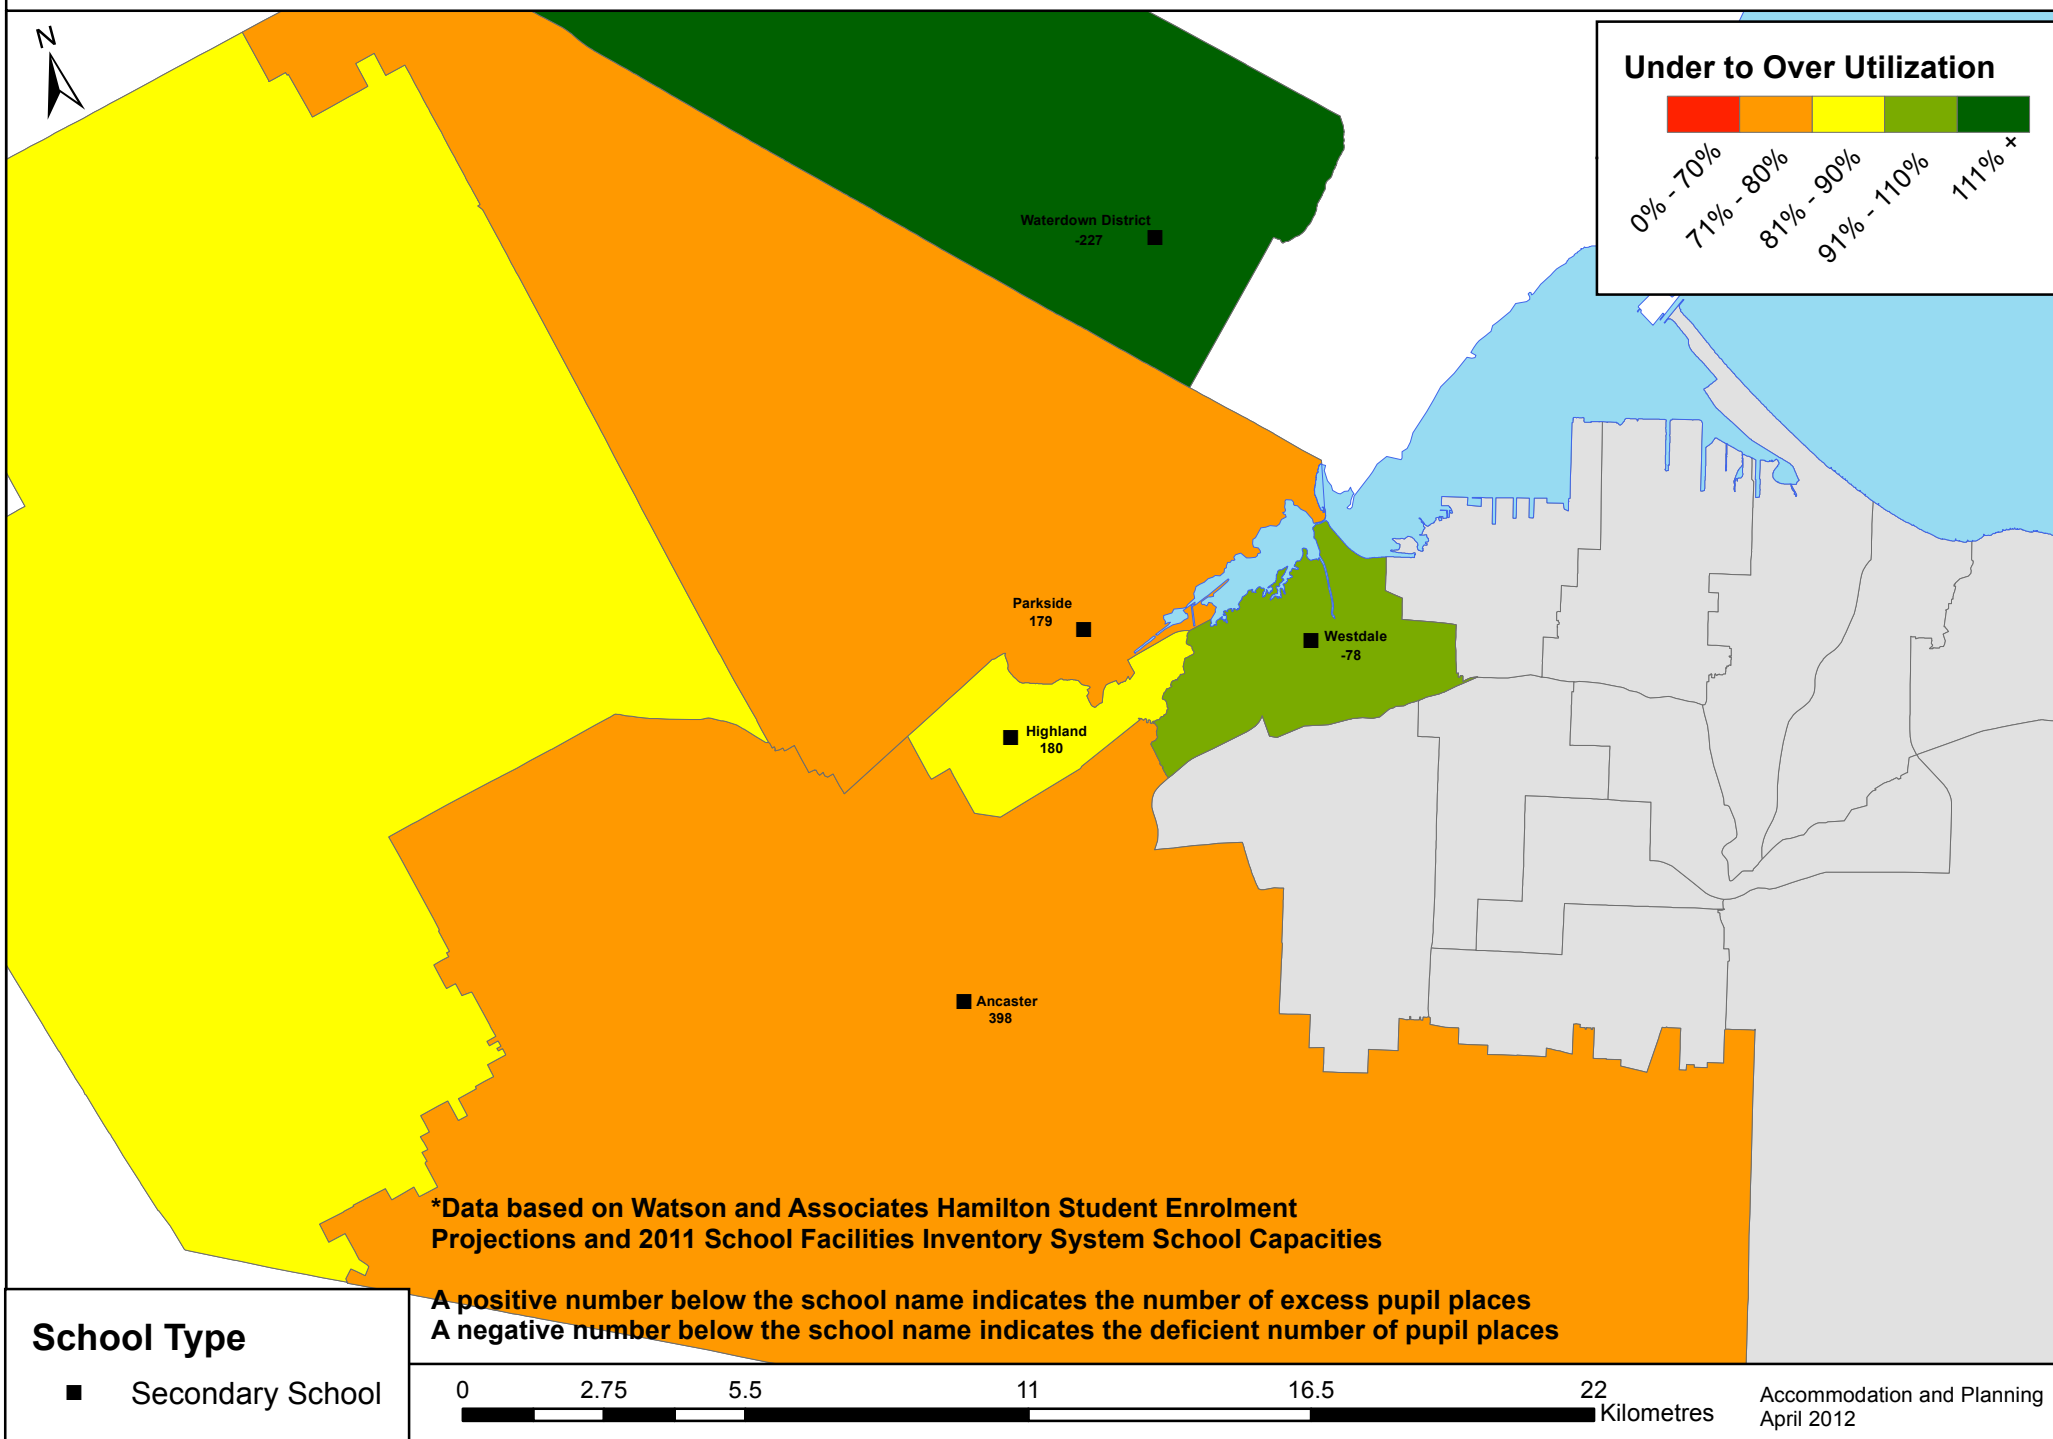 N
Under to Over Utilization
0% - 70%
71% - 80%
81% - 90%
91% - 110%
111% +
Waterdown District
-227
Parkside
179
Westdale
-78
Highland
180
Ancaster
398
*Data based on Watson and Associates Hamilton Student Enrolment
Projections and 2011 School Facilities Inventory System School Capacities
A positive number below the school name indicates the number of excess pupil places
A negative number below the school name indicates the deficient number of pupil places
School Type
Secondary School
0 2.75 5.5 11 16.5 22
Kilometres
Accommodation and Planning
April 2012